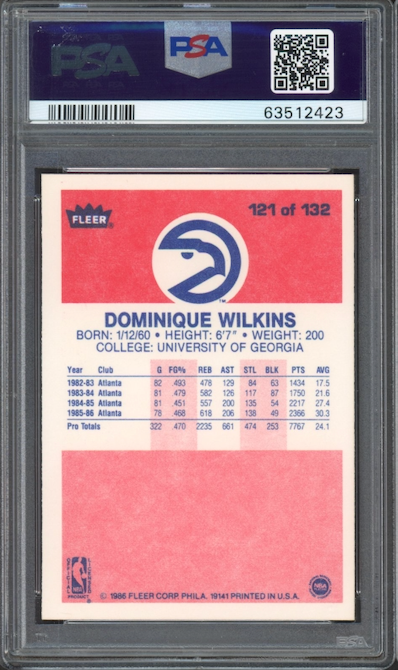 PSA PSA
63512423
FLEER 121 of 132
TM
DOMINIQUE WILKINS
BORN: 1/12/60 • HEIGHT: 6'7" • WEIGHT: 200
COLLEGE: UNIVERSITY OF GEORGIA
Year Club G FG% REB AST STL BLK PTS AVG
1982-83 Atlanta 82 .493 478 129 84 63 1434 17.5
1983-84 Atlanta 81 .479 582 126 117 87 1750 21.6
1984-85 Atlanta 81 .451 557 200 135 54 2217 27.4
1985-86 Atlanta 78 .468 618 206 138 49 2366 30.3
Pro Totals 322 .470 2235 661 474 253 7767 24.1
NBA
PRODUCT
© 1986 FLEER CORP. PHILA. 19141 PRINTED IN U.S.A.